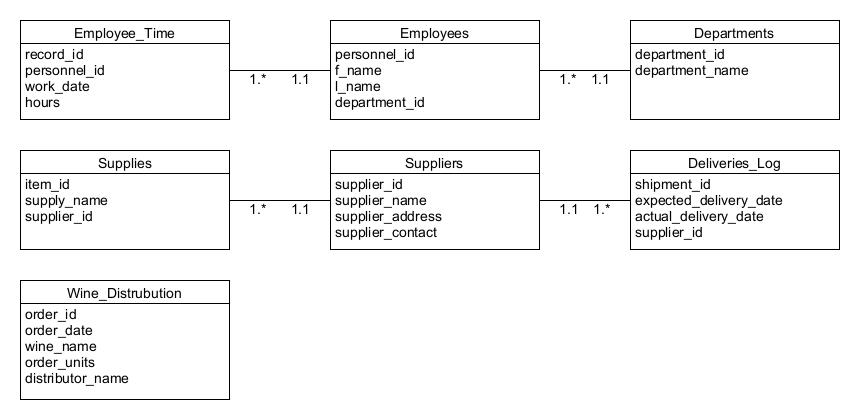 Employee_Time
record_id
personnel_id
work_date
hours
1.* 1.1
Employees
personnel_id
f_name
l_name
department_id
1.* 1.1
Departments
department_id
department_name
Supplies
item_id
supply_name
supplier_id
1.* 1.1
Suppliers
supplier_id
supplier_name
supplier_address
supplier_contact
1.1 1.*
Deliveries_Log
shipment_id
expected_delivery_date
actual_delivery_date
supplier_id
Wine_Distrubution
order_id
order_date
wine_name
order_units
distributor_name